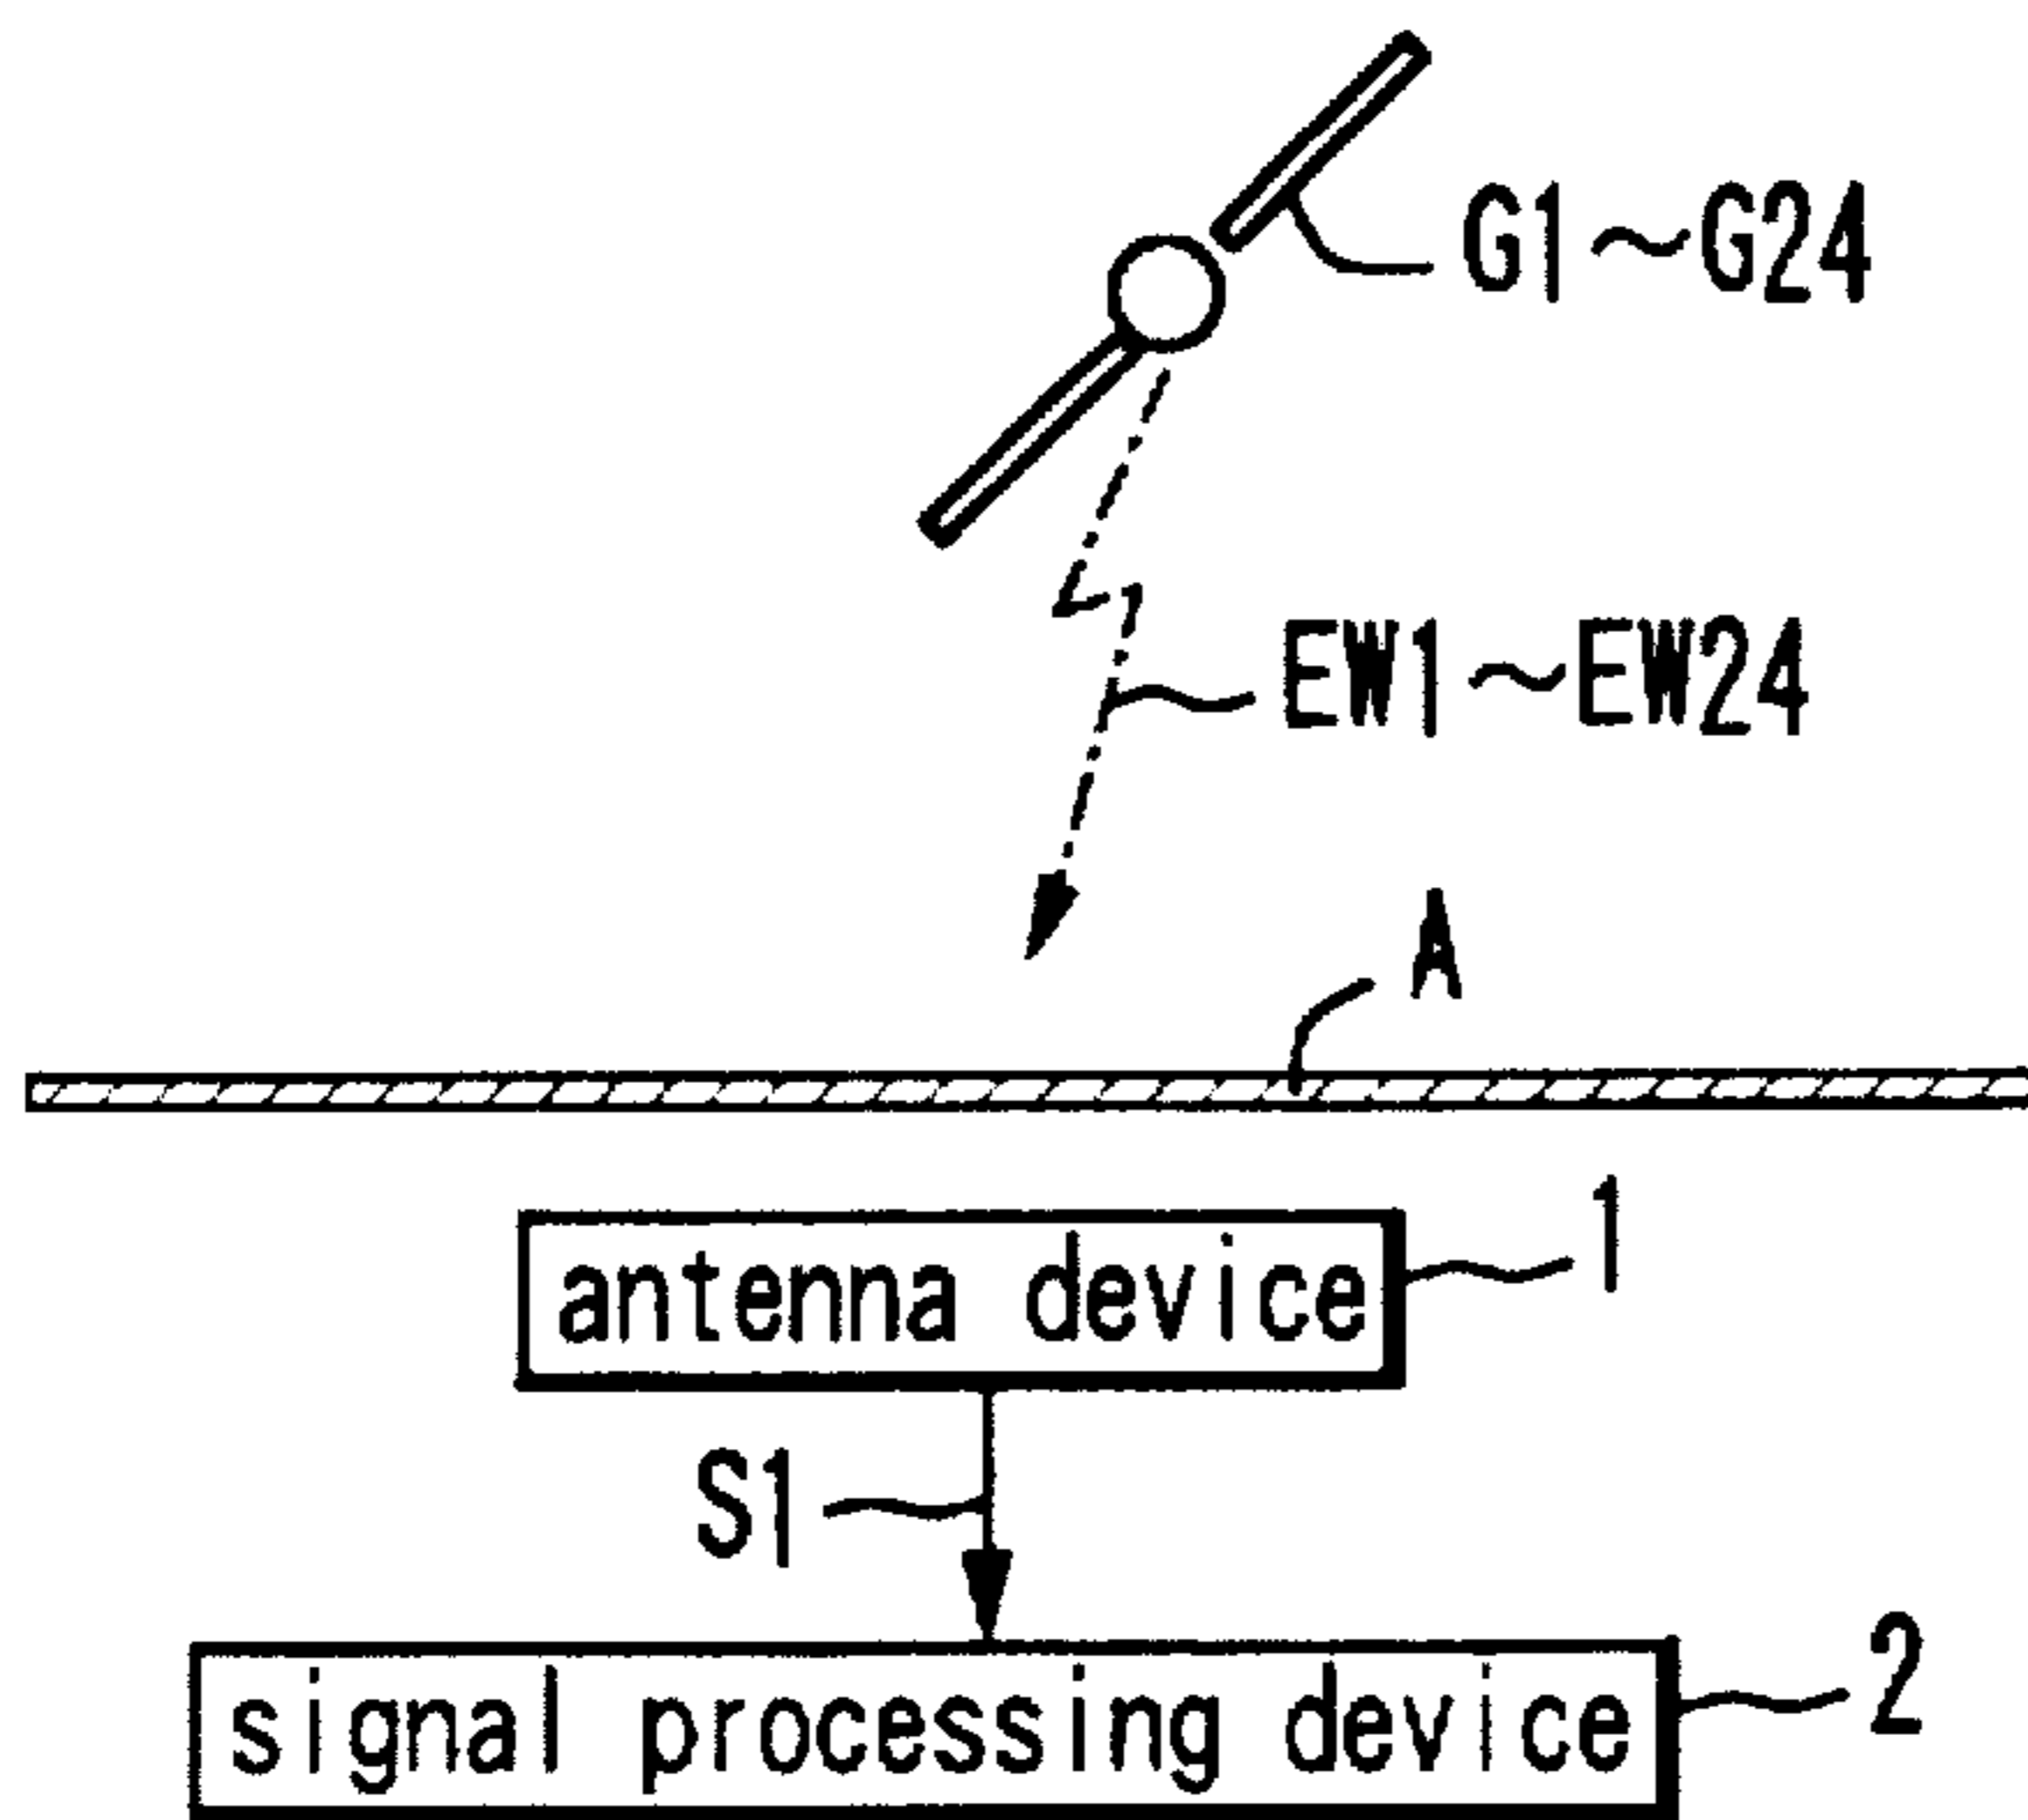 G1~G24
EW1~EW24
A
antenna device
1
S1
signal processing device
2